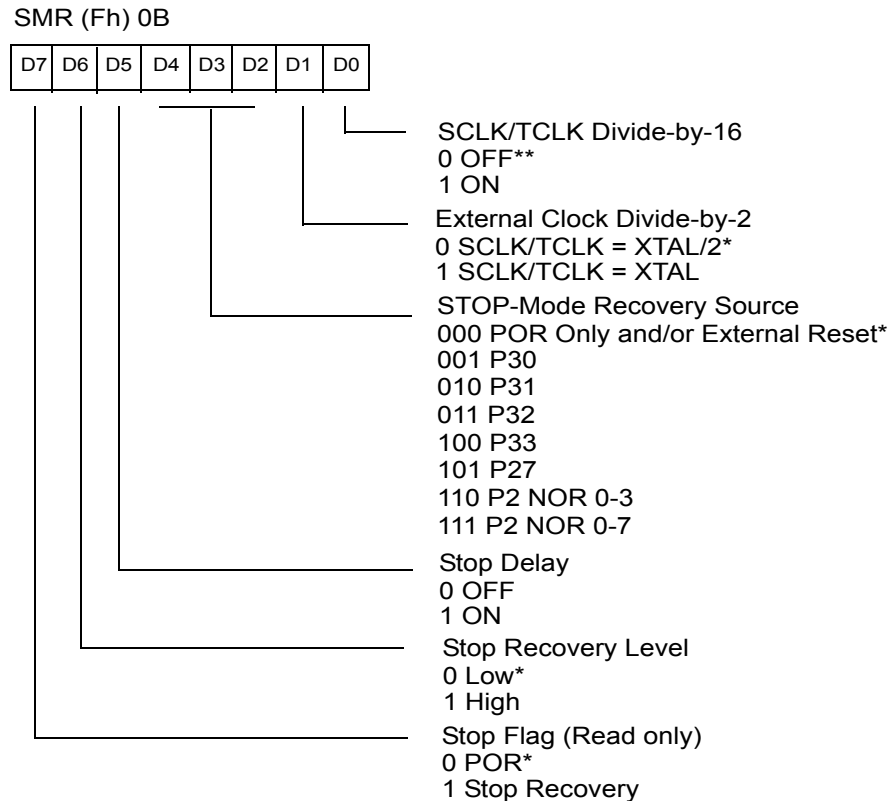 SMR (Fh) 0B
D7 D6 D5 D4 D3 D2 D1 D0
SCLK/TCLK Divide-by-16
0 OFF**
1 ON
External Clock Divide-by-2
0 SCLK/TCLK = XTAL/2*
1 SCLK/TCLK = XTAL
STOP-Mode Recovery Source
000 POR Only and/or External Reset*
001 P30
010 P31
011 P32
100 P33
101 P27
110 P2 NOR 0-3
111 P2 NOR 0-7
Stop Delay
0 OFF
1 ON
Stop Recovery Level
0 Low*
1 High
Stop Flag (Read only)
0 POR*
1 Stop Recovery